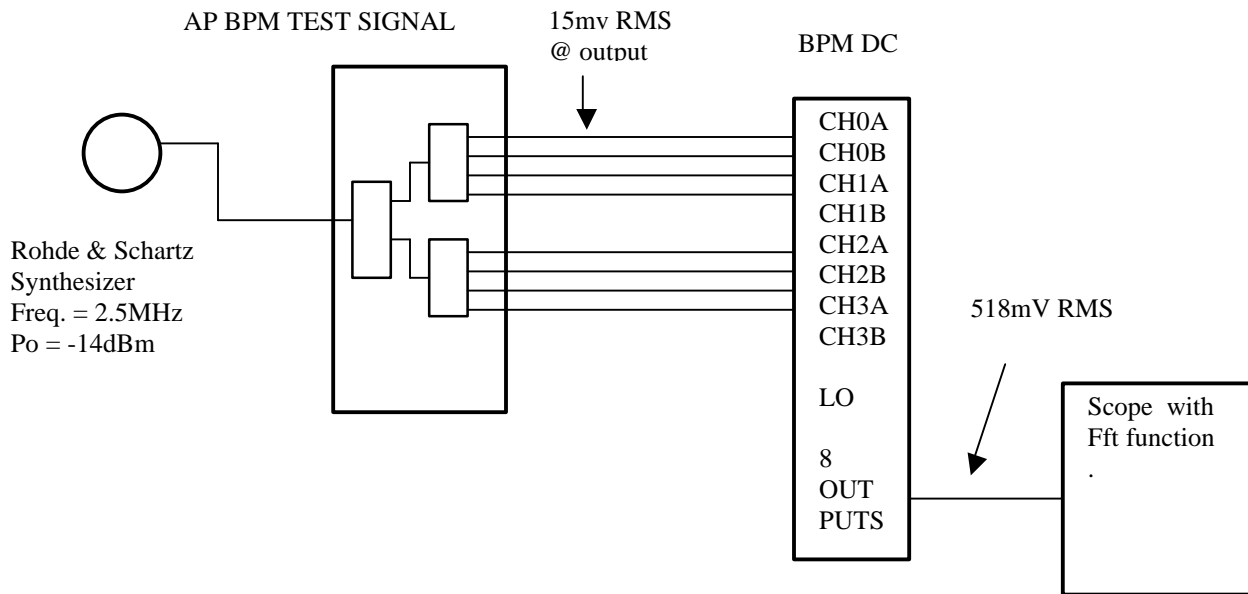 AP BPM TEST SIGNAL
15mv RMS
@ output
BPM DC
CH0A
CH0B
CH1A
CH1B
CH2A
CH2B
CH3A
CH3B
LO
8
OUT
PUTS
Rohde & Schartz
Synthesizer
Freq. = 2.5MHz
Po = -14dBm
518mV RMS
Scope with
Fft function
.